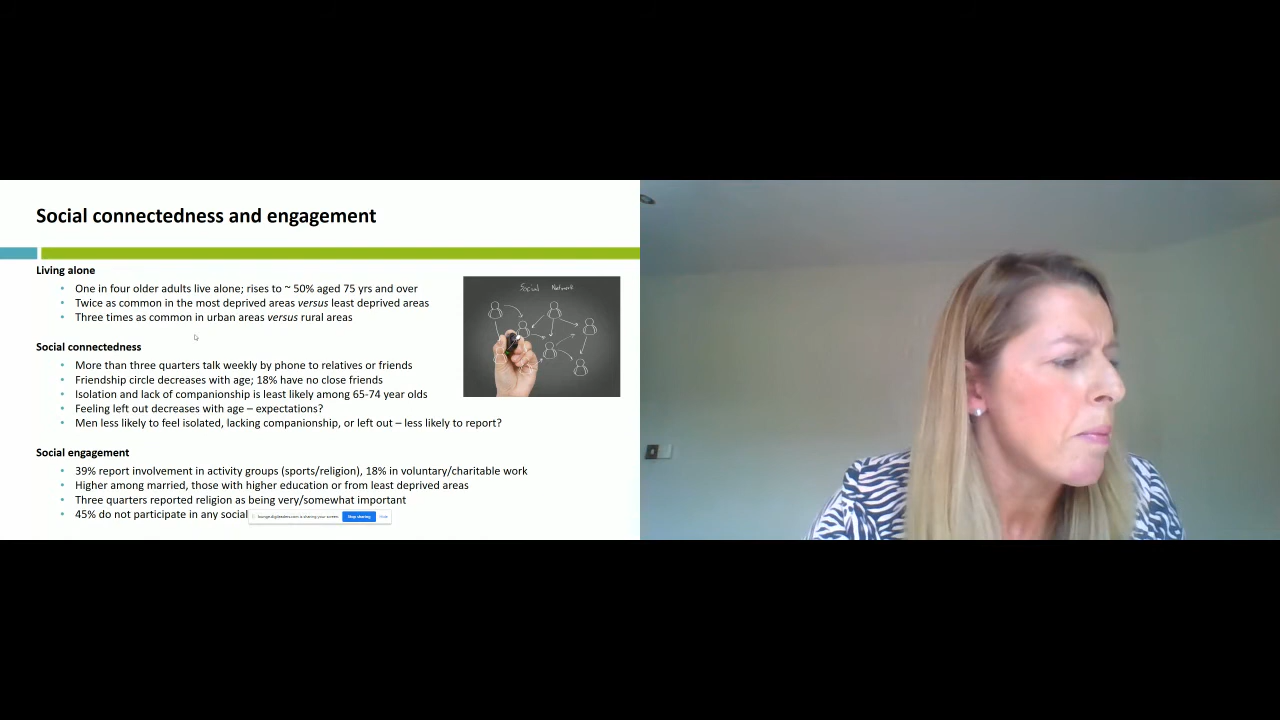 Social connectedness and engagement
Living alone
• One in four older adults live alone; rises to ~ 50% aged 75 yrs and over
• Twice as common in the most deprived areas versus least deprived areas
• Three times as common in urban areas versus rural areas
Social Network
Social connectedness
• More than three quarters talk weekly by phone to relatives or friends
• Friendship circle decreases with age; 18% have no close friends
• Isolation and lack of companionship is least likely among 65-74 year olds
• Feeling left out decreases with age – expectations?
• Men less likely to feel isolated, lacking companionship, or left out – less likely to report?
Social engagement
• 39% report involvement in activity groups (sports/religion), 18% in voluntary/charitable work
• Higher among married, those with higher education or from least deprived areas
• Three quarters reported religion as being very/somewhat important
• 45% do not participate in any social
is sharing your screen. Stop sharing Hide